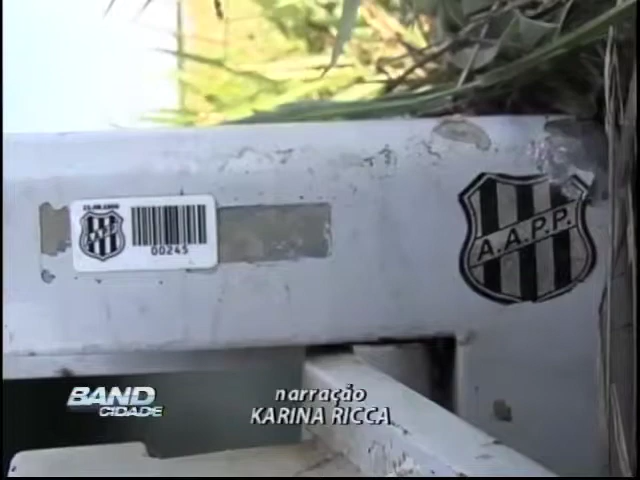 A.A.P.P.
00245
BAND
CIDADE
narração
KARINA RICCA